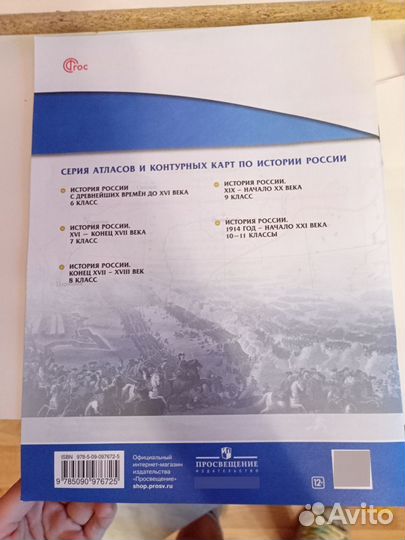 ФГОС
СЕРИЯ АТЛАСОВ И КОНТУРНЫХ КАРТ ПО ИСТОРИИ РОССИИ
ИСТОРИЯ РОССИИ
С ДРЕВНЕЙШИХ ВРЕМЁН ДО XVI ВЕКА
6 КЛАСС
ИСТОРИЯ РОССИИ.
XVI – КОНЕЦ XVII ВЕКА
7 КЛАСС
ИСТОРИЯ РОССИИ.
КОНЕЦ XVII – XVIII ВЕК
8 КЛАСС
ИСТОРИЯ РОССИИ.
XIX – НАЧАЛО XX ВЕКА
9 КЛАСС
ИСТОРИЯ РОССИИ.
1914 ГОД – НАЧАЛО XXI ВЕКА
10–11 КЛАССЫ
ISBN 978-5-09-097672-5
9 785090 976725
Официальный
интернет-магазин
издательства
«Просвещение»
shop.prosv.ru
ПРОСВЕЩЕНИЕ
ИЗДАТЕЛЬСТВО
12+
Avito